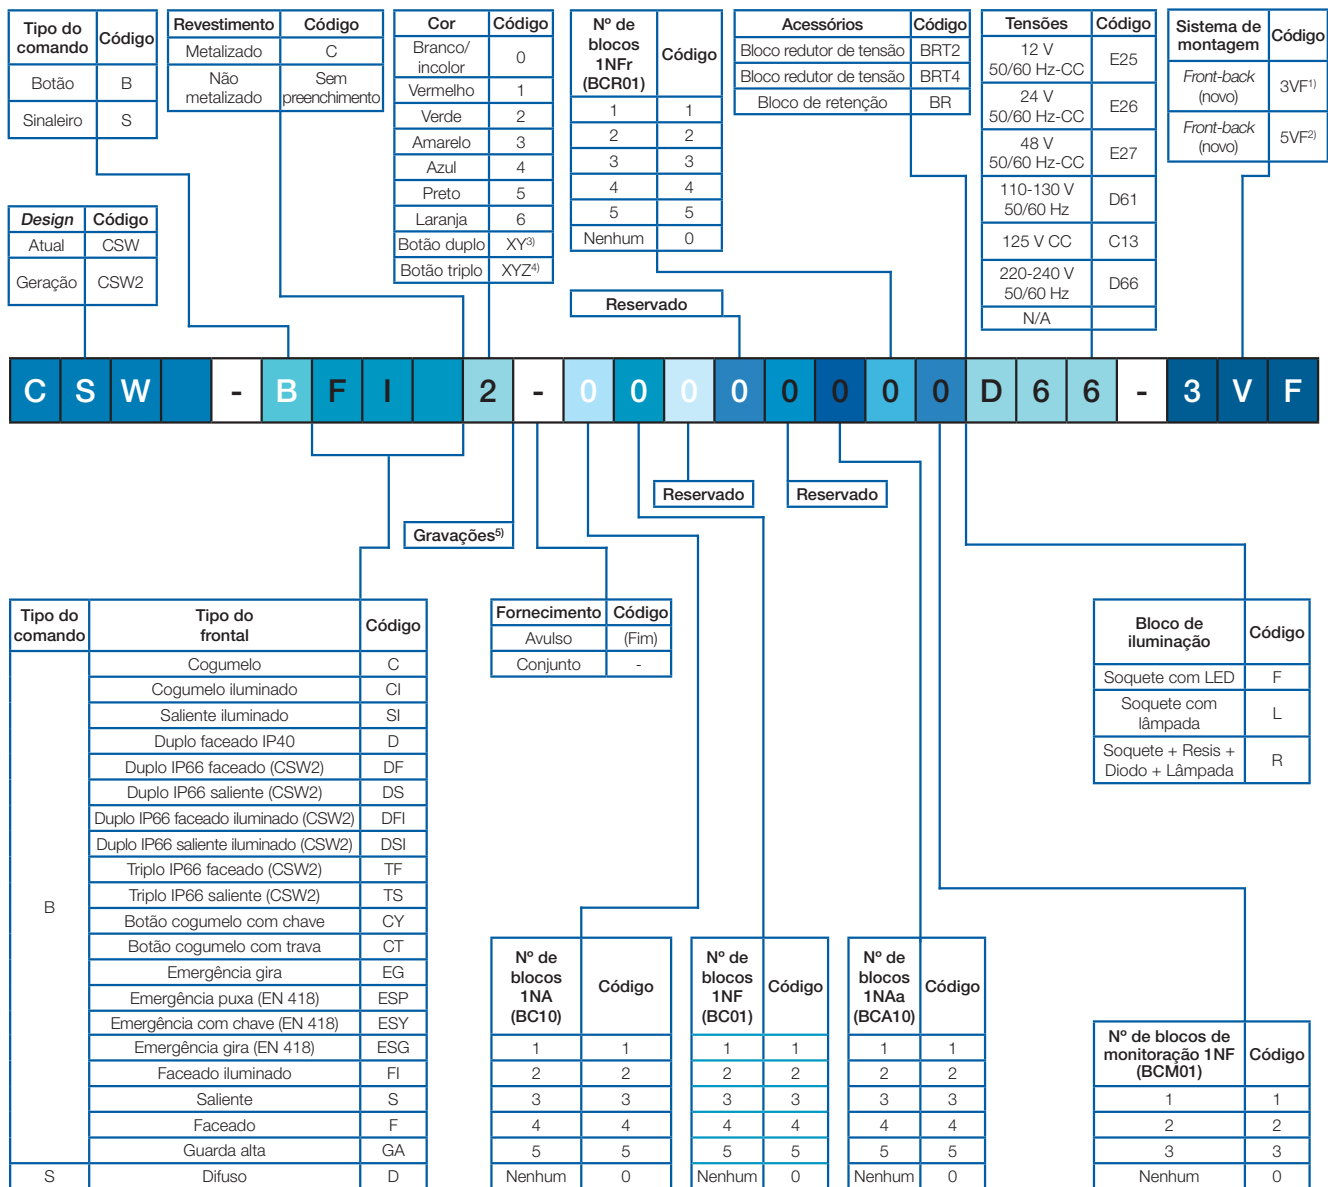 Tipo do comando Código
Botão B
Sinaleiro S
Revestimento Código
Metalizado C
Não metalizado Sem preenchimento
Cor Código
Branco/ incolor 0
Vermelho 1
Verde 2
Amarelo 3
Azul 4
Preto 5
Laranja 6
Botão duplo XY3)
Botão triplo XYZ4)
Nº de blocos 1NFr (BCR01) Código
1 1
2 2
3 3
4 4
5 5
Nenhum 0
Acessórios Código
Bloco redutor de tensão BRT2
Bloco redutor de tensão BRT4
Bloco de retenção BR
Tensões Código
12 V 50/60 Hz-CC E25
24 V 50/60 Hz-CC E26
48 V 50/60 Hz-CC E27
110-130 V 50/60 Hz D61
125 V CC C13
220-240 V 50/60 Hz D66
N/A
Sistema de montagem Código
Front-back (novo) 3VF1)
Front-back (novo) 5VF2)
Design Código
Atual CSW
Geração CSW2
Reservado
C S W - B F I 2 - 0 0 0 0 0 0 0 0 D 6 6 - 3 V F
Reservado
Reservado
Gravações5)
Tipo do comando Tipo do frontal Código
B
Cogumelo C
Cogumelo iluminado CI
Saliente iluminado SI
Duplo faceado IP40 D
Duplo IP66 faceado (CSW2) DF
Duplo IP66 saliente (CSW2) DS
Duplo IP66 faceado iluminado (CSW2) DFI
Duplo IP66 saliente iluminado (CSW2) DSI
Triplo IP66 faceado (CSW2) TF
Triplo IP66 saliente (CSW2) TS
Botão cogumelo com chave CY
Botão cogumelo com trava CT
Emergência gira EG
Emergência puxa (EN 418) ESP
Emergência com chave (EN 418) ESY
Emergência gira (EN 418) ESG
Faceado iluminado FI
Saliente S
Faceado F
Guarda alta GA
S Difuso D
Fornecimento Código
Avulso (Fim)
Conjunto -
Bloco de iluminação Código
Soquete com LED F
Soquete com lâmpada L
Soquete + Resis + Diodo + Lâmpada R
Nº de blocos 1NA (BC10) Código
1 1
2 2
3 3
4 4
5 5
Nenhum 0
Nº de blocos 1NF (BC01) Código
1 1
2 2
3 3
4 4
5 5
Nenhum 0
Nº de blocos 1NAa (BCA10) Código
1 1
2 2
3 3
4 4
5 5
Nenhum 0
Nº de blocos de monitoração 1NF (BCM01) Código
1 1
2 2
3 3
Nenhum 0